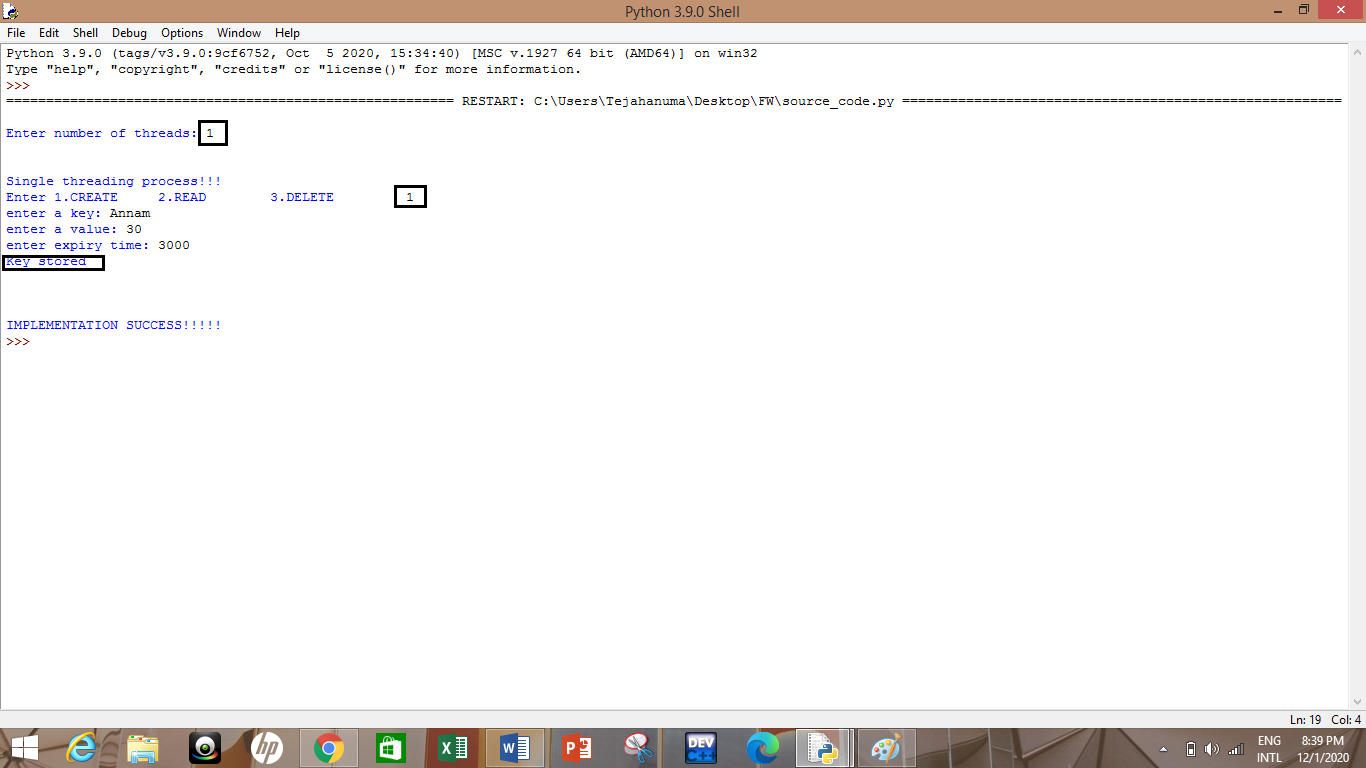 Python 3.9.0 Shell
File Edit Shell Debug Options Window Help
Python 3.9.0 (tags/v3.9.0:9cf6752, Oct  5 2020, 15:34:40) [MSC v.1927 64 bit (AMD64)] on win32
Type "help", "copyright", "credits" or "license()" for more information.
>>>
======================================================== RESTART: C:\Users\Tejahanuma\Desktop\FW\source_code.py =======================================================
Enter number of threads: 1
Single threading process!!!
Enter 1.CREATE     2.READ        3.DELETE         1
enter a key: Annam
enter a value: 30
enter expiry time: 3000
Key stored
IMPLEMENTATION SUCCESS!!!!!
>>>
Ln: 19 Col: 4
hp
DEV C++
ENG 8:39 PM
INTL 12/1/2020